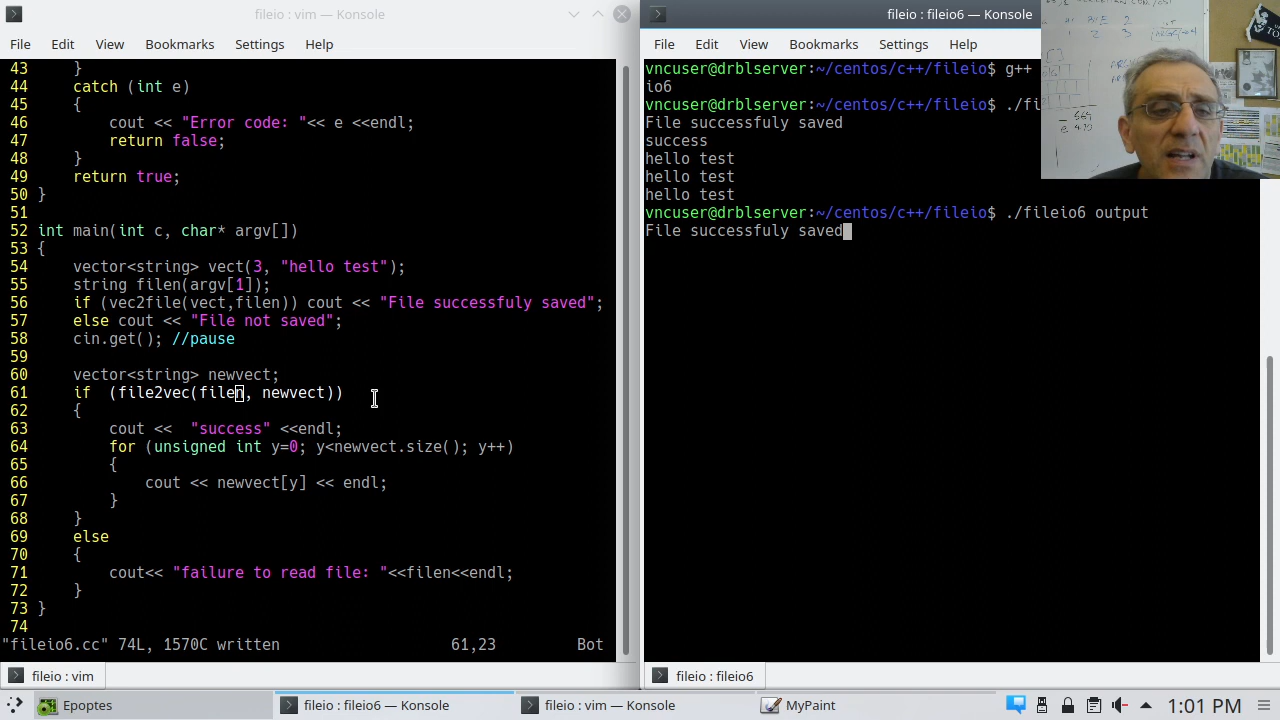 fileio : vim — Konsole
File Edit View Bookmarks Settings Help
43 }
44 catch (int e)
45 {
46 cout << "Error code: "<< e <<endl;
47 return false;
48 }
49 return true;
50 }
51
52 int main(int c, char* argv[])
53 {
54 vector<string> vect(3, "hello test");
55 string filen(argv[1]);
56 if (vec2file(vect,filen)) cout << "File successfuly saved";
57 else cout << "File not saved";
58 cin.get(); //pause
59
60 vector<string> newvect;
61 if (file2vec(filen, newvect))
62 {
63 cout << "success" <<endl;
64 for (unsigned int y=0; y<newvect.size(); y++)
65 {
66 cout << newvect[y] << endl;
67 }
68 }
69 else
70 {
71 cout<< "failure to read file: "<<filen<<endl;
72 }
73 }
74
"fileio6.cc" 74L, 1570C written 61,23 Bot
fileio : vim
fileio : fileio6 — Konsole
File Edit View Bookmarks Settings Help
vncuser@drblserver:~/centos/c++/fileio$ g++
io6
vncuser@drblserver:~/centos/c++/fileio$ ./fi
File successfuly saved
success
hello test
hello test
hello test
vncuser@drblserver:~/centos/c++/fileio$ ./fileio6 output
File successfuly saved
fileio : fileio6
Epoptes
fileio : fileio6 — Konsole
fileio : vim — Konsole
MyPaint
1:01 PM